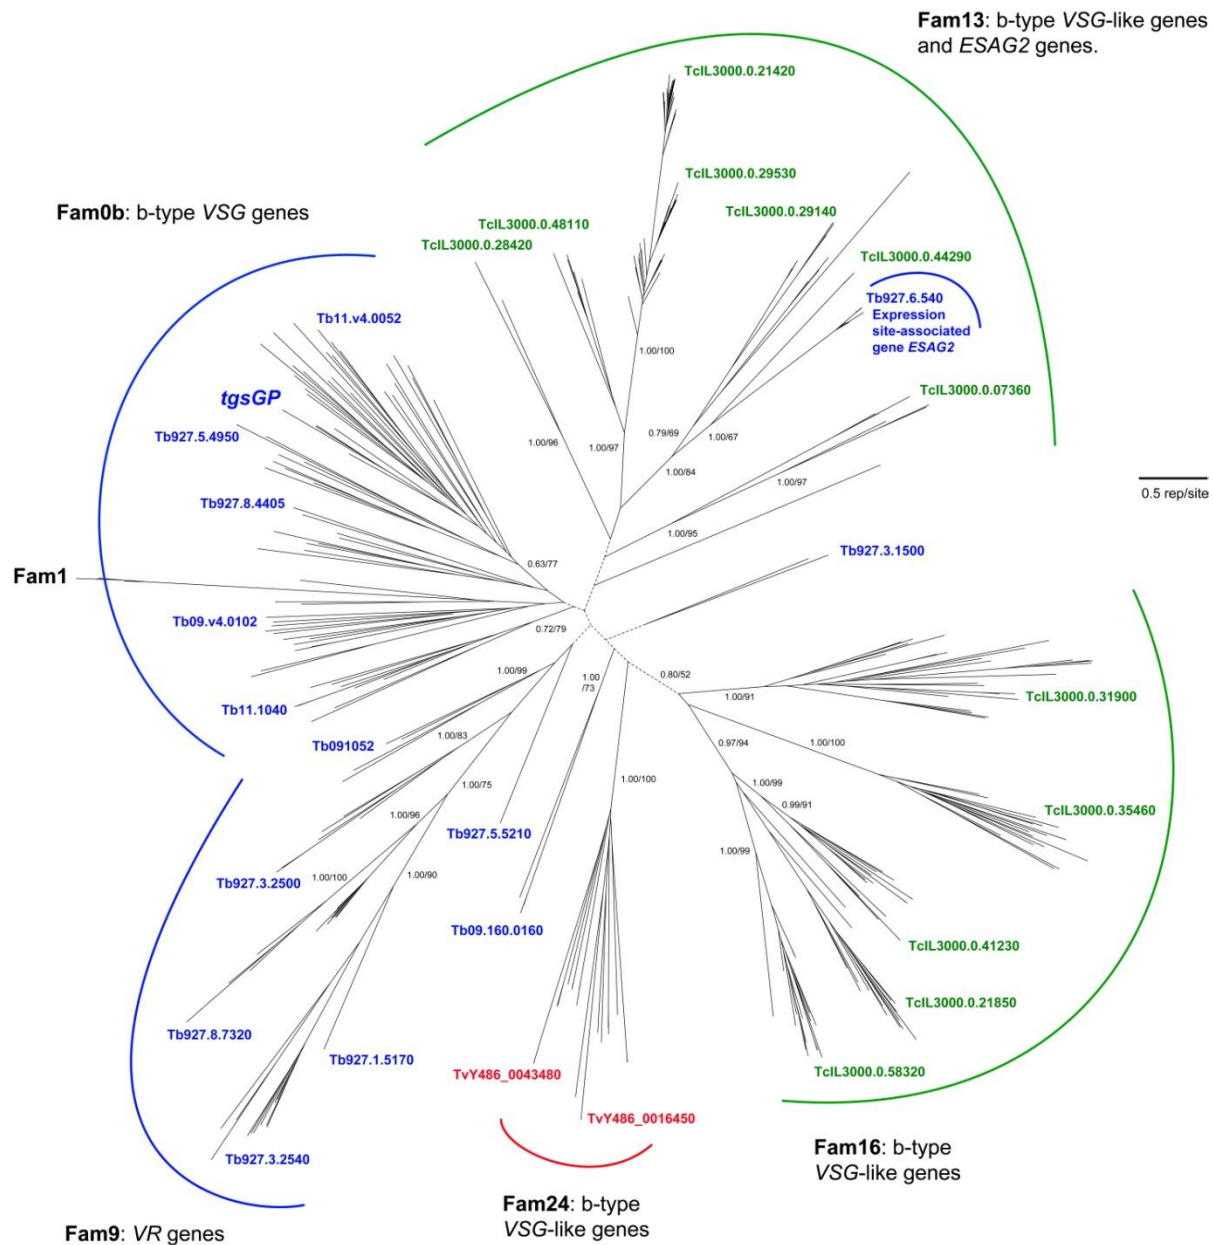 Fam13: b-type VSG-like genes
and ESAG2 genes.
TcIL3000.0.21420
TcIL3000.0.29530
Fam0b: b-type VSG genes
TcIL3000.0.29140
TcIL3000.0.48110
TcIL3000.0.28420
TcIL3000.0.44290
Tb927.6.540
Expression
site-associated
gene ESAG2
Tb11.v4.0052
1.00/100
tgsGP
TcIL3000.0.07360
Tb927.5.4950
0.79/69
1.00/67
1.00/96
1.00/97
1.00/84
1.00/97
0.5 rep/site
Tb927.8.4405
1.00/95
Tb927.3.1500
0.63/77
Fam1
Tb09.v4.0102
0.72/79
1.00/99
1.00
/73
0.80/52
1.00/91
TcIL3000.0.31900
Tb11.1040
1.00/83
Tb091052
0.97/94
1.00/100
1.00/75
1.00/100
1.00/99
0.99/91
TcIL3000.0.35460
1.00/96
Tb927.5.5210
1.00/99
1.00/100
1.00/90
Tb927.3.2500
Tb09.160.0160
TcIL3000.0.41230
TcIL3000.0.21850
Tb927.8.7320
Tb927.1.5170
TvY486_0043480
TcIL3000.0.58320
TvY486_0016450
Tb927.3.2540
Fam16: b-type
VSG-like genes
Fam24: b-type
VSG-like genes
Fam9: VR genes